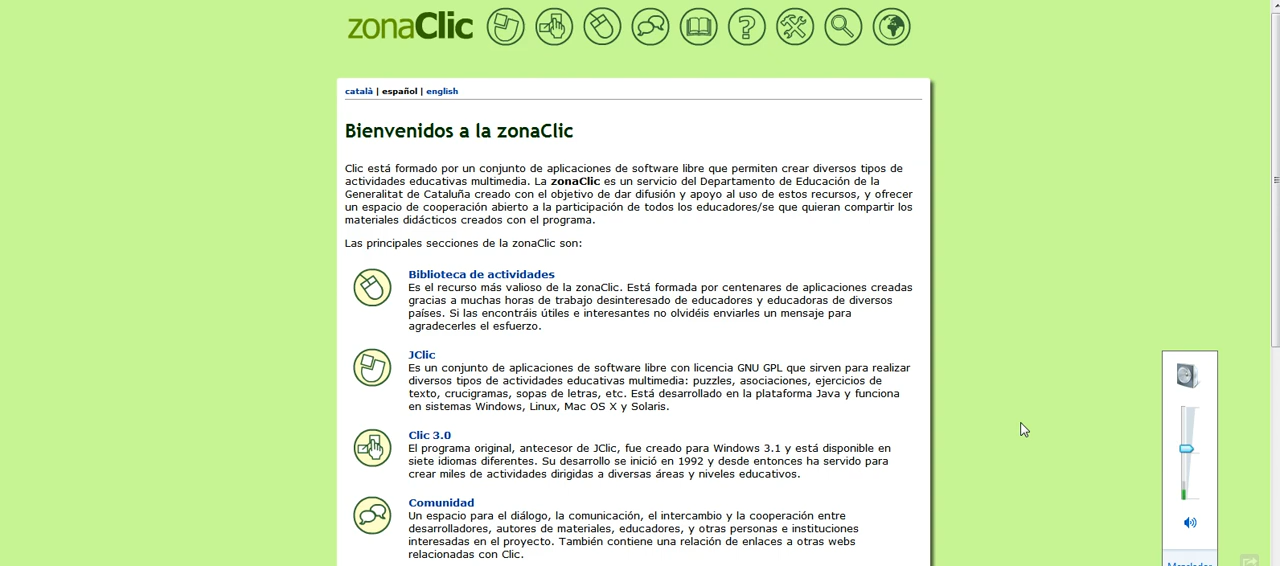 zonaClic
català | español | english
Bienvenidos a la zonaClic
Clic está formado por un conjunto de aplicaciones de software libre que permiten crear diversos tipos de
actividades educativas multimedia. La zonaClic es un servicio del Departamento de Educación de la
Generalitat de Cataluña creado con el objetivo de dar difusión y apoyo al uso de estos recursos, y ofrecer
un espacio de cooperación abierto a la participación de todos los educadores/se que quieran compartir los
materiales didácticos creados con el programa.
Las principales secciones de la zonaClic son:
Biblioteca de actividades
Es el recurso más valioso de la zonaClic. Está formada por centenares de aplicaciones creadas
gracias a muchas horas de trabajo desinteresado de educadores y educadoras de diversos
países. Si las encontráis útiles e interesantes no olvidéis enviarles un mensaje para
agradecerles el esfuerzo.
JClic
Es un conjunto de aplicaciones de software libre con licencia GNU GPL que sirven para realizar
diversos tipos de actividades educativas multimedia: puzzles, asociaciones, ejercicios de
texto, crucigramas, sopas de letras, etc. Está desarrollado en la plataforma Java y funciona
en sistemas Windows, Linux, Mac OS X y Solaris.
Clic 3.0
El programa original, antecesor de JClic, fue creado para Windows 3.1 y está disponible en
siete idiomas diferentes. Su desarrollo se inició en 1992 y desde entonces ha servido para
crear miles de actividades dirigidas a diversas áreas y niveles educativos.
Comunidad
Un espacio para el diálogo, la comunicación, el intercambio y la cooperación entre
desarrolladores, autores de materiales, educadores, y otras personas e instituciones
interesadas en el proyecto. También contiene una relación de enlaces a otras webs
relacionadas con Clic.